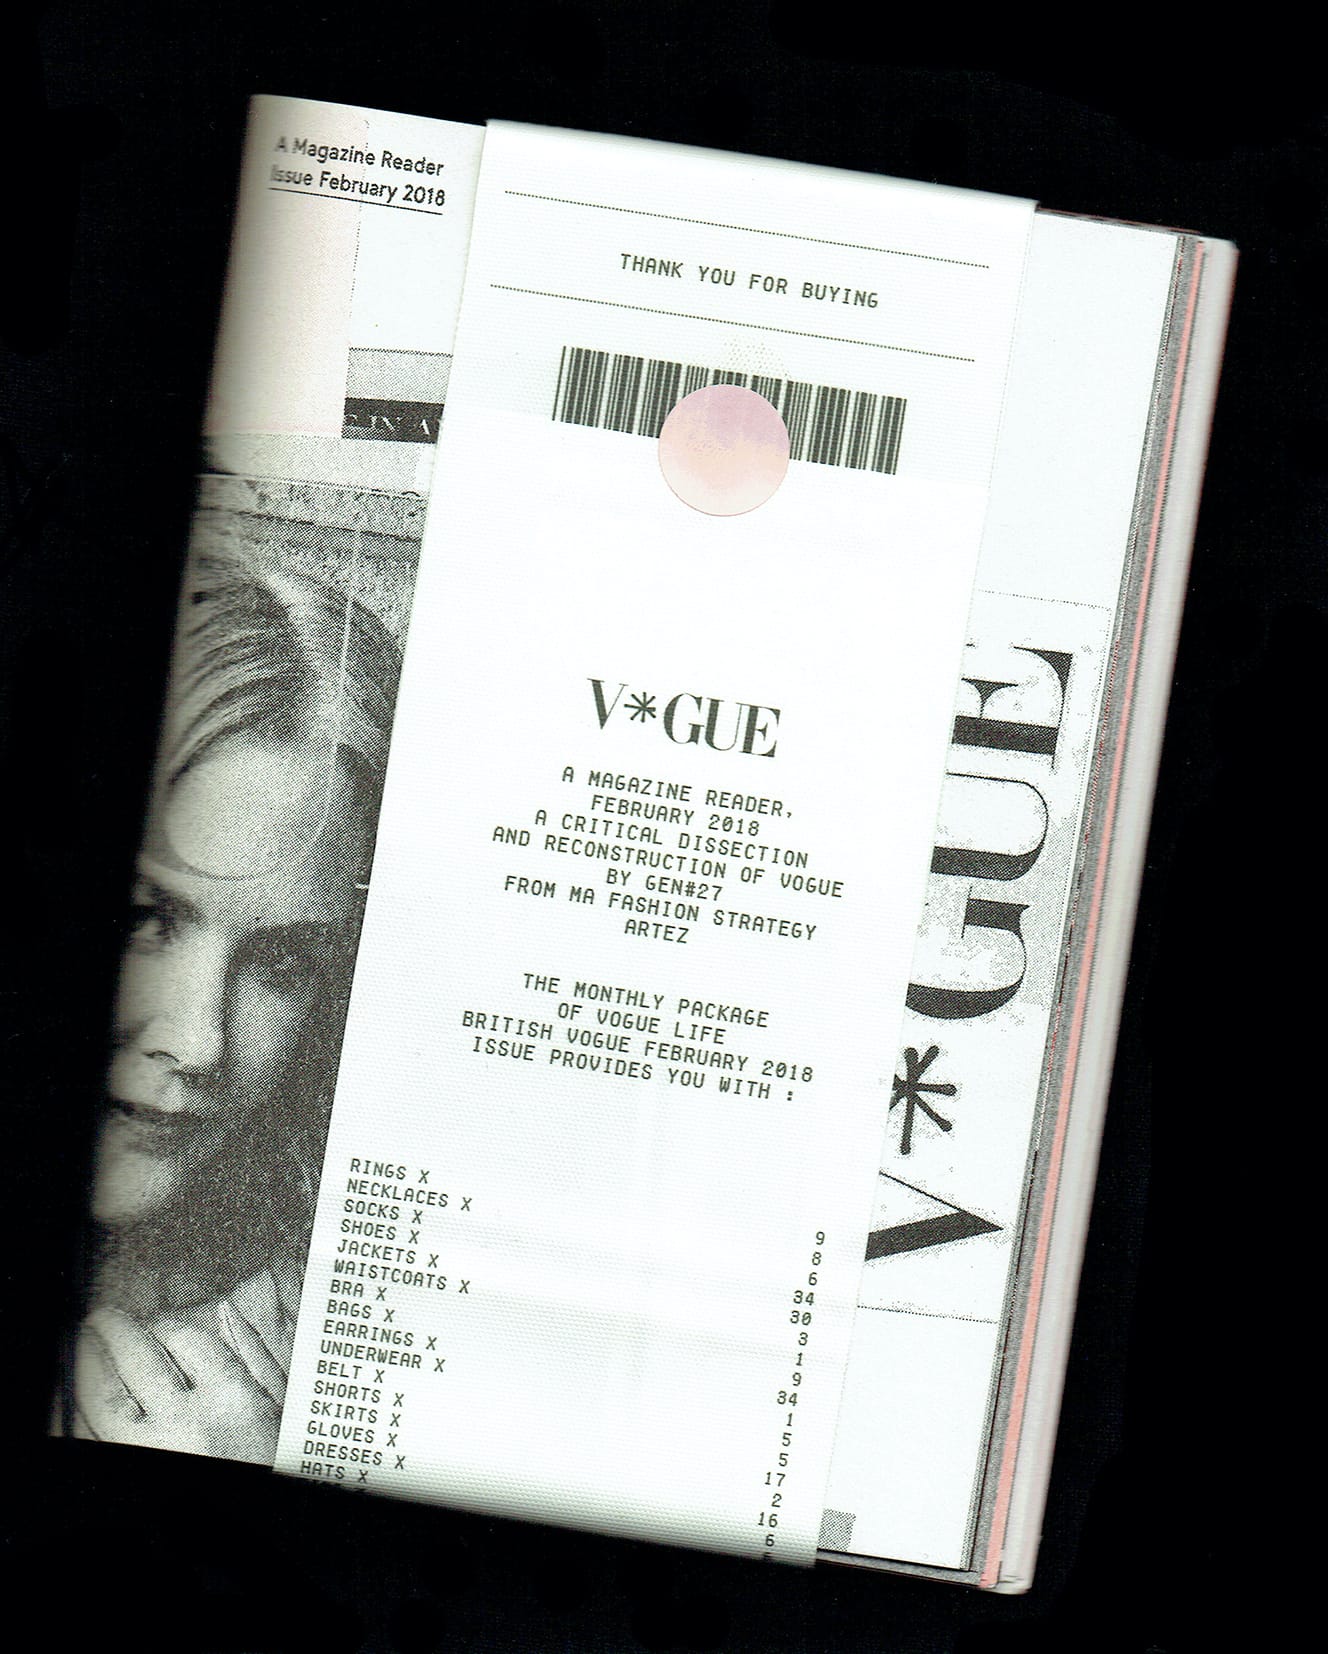 A Magazine Reader
Issue February 2018
THANK YOU FOR BUYING
V*GUE
A MAGAZINE READER,
FEBRUARY 2018
A CRITICAL DISSECTION
AND RECONSTRUCTION OF VOGUE
BY GEN#27
FROM MA FASHION STRATEGY
ARTEZ
THE MONTHLY PACKAGE
OF VOGUE LIFE
BRITISH VOGUE FEBRUARY 2018
ISSUE PROVIDES YOU WITH :
RINGS X 9
NECKLACES X 8
SOCKS X 6
SHOES X 34
JACKETS X 30
WAISTCOATS X 3
BRA X 1
BAGS X 9
EARRINGS X 34
UNDERWEAR X 1
BELT X 5
SHORTS X 5
SKIRTS X 17
GLOVES X 2
DRESSES X 16
HATS X 6
V*GUE